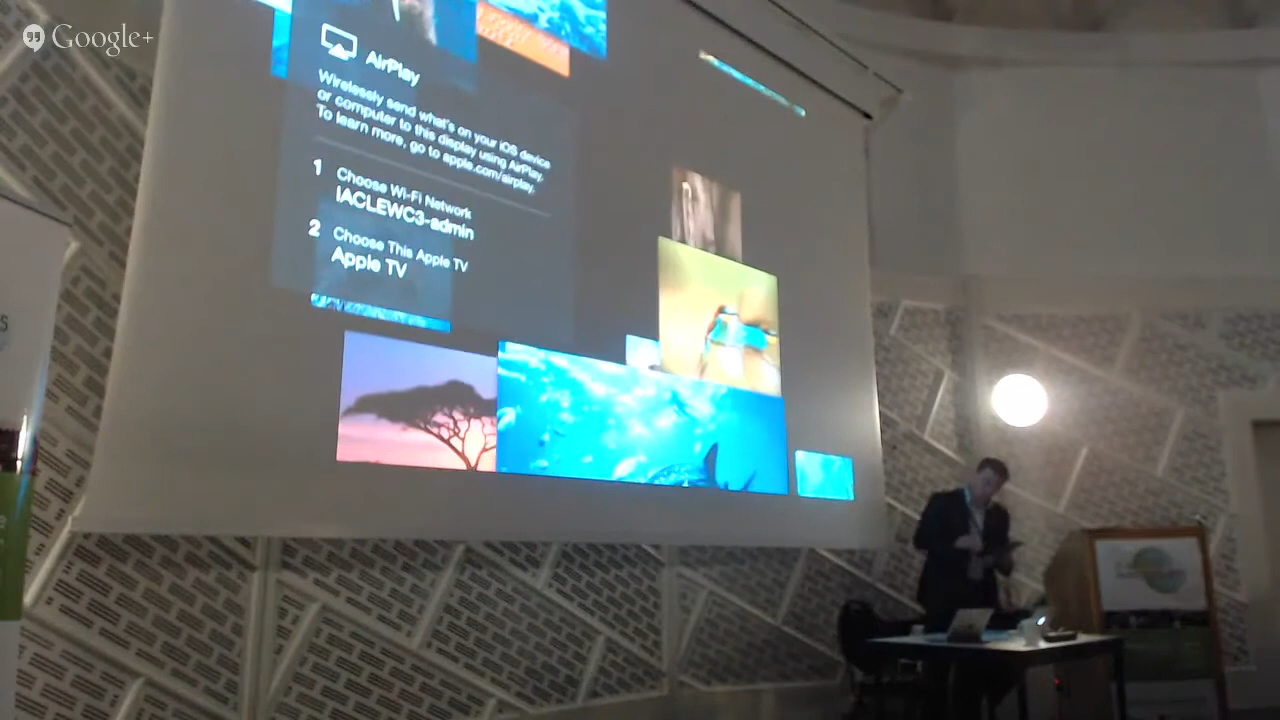 Google+
AirPlay
Wirelessly send what's on your iOS device
or computer to this display using AirPlay.
To learn more, go to apple.com/airplay.
1 Choose Wi-Fi Network
IACLEWC3-admin
2 Choose This Apple TV
Apple TV
5